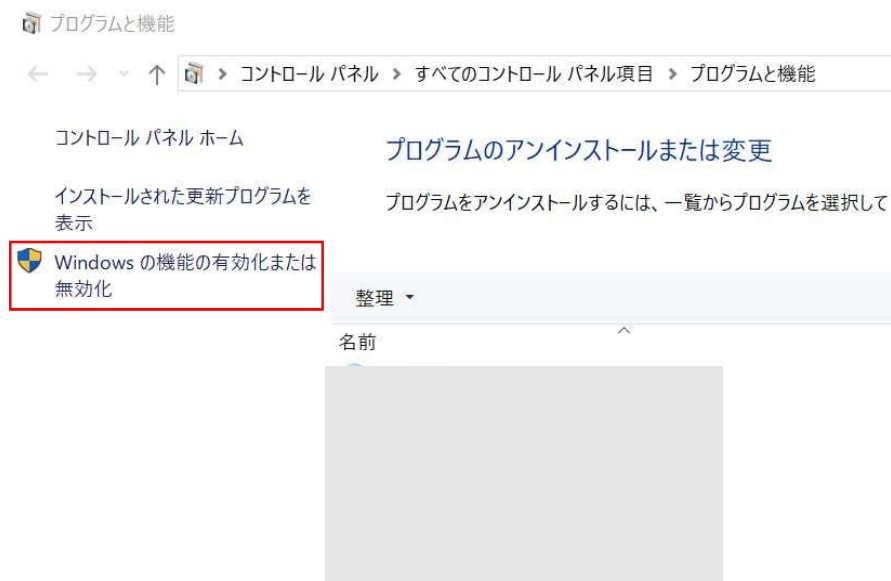 プログラムと機能
コントロール パネル > すべてのコントロール パネル項目 > プログラムと機能
コントロール パネル ホーム
プログラムのアンインストールまたは変更
インストールされた更新プログラムを
表示
プログラムをアンインストールするには、一覧からプログラムを選択して
Windows の機能の有効化または
無効化
整理
名前